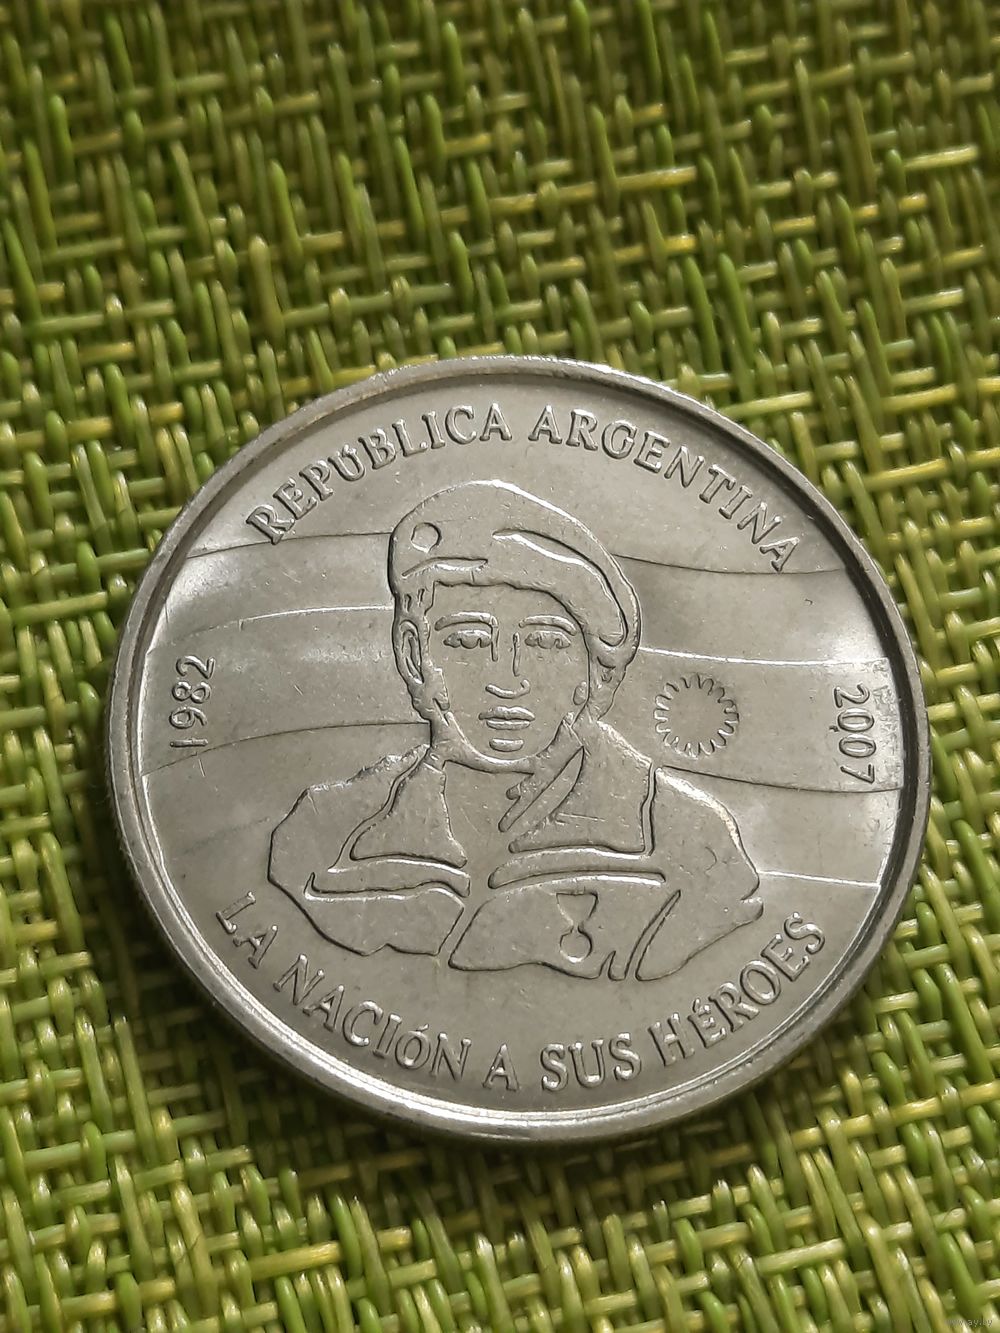 REPÚBLICA ARGENTINA
1982
2007
LA NACIÓN A SUS HÉROES